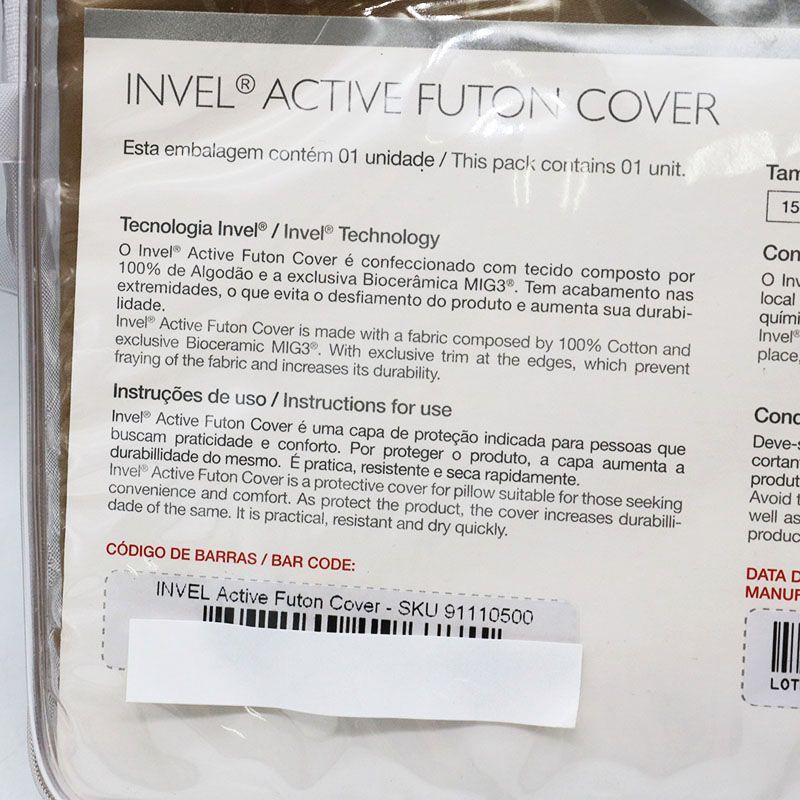 INVEL® ACTIVE FUTON COVER
Esta embalagem contém 01 unidade / This pack contains 01 unit.
Tecnologia Invel® / Invel® Technology
O Invel® Active Futon Cover é confeccionado com tecido composto por
100% de Algodão e a exclusiva Biocerâmica MIG3®. Tem acabamento nas
extremidades, o que evita o desfiamento do produto e aumenta sua durabi-
lidade.
Invel® Active Futon Cover is made with a fabric composed by 100% Cotton and
exclusive Bioceramic MIG3®. With exclusive trim at the edges, which prevent
fraying of the fabric and increases its durability.
Instruções de uso / Instructions for use
Invel® Active Futon Cover é uma capa de proteção indicada para pessoas que
buscam praticidade e conforto. Por proteger o produto, a capa aumenta a
durabillidade do mesmo. É pratica, resistente e seca rapidamente.
Invel® Active Futon Cover is a protective cover for pillow suitable for those seeking
convenience and comfort. As protect the product, the cover increases durabilli-
dade of the same. It is practical, resistant and dry quickly.
CÓDIGO DE BARRAS / BAR CODE:
INVEL Active Futon Cover - SKU 91110500
Tam
15
Con
O Inv
local
quími
Invel®
place,
Cond
Deve-s
cortan
produt
Avoid t
well as
produc
DATA D
MANUF
LOT